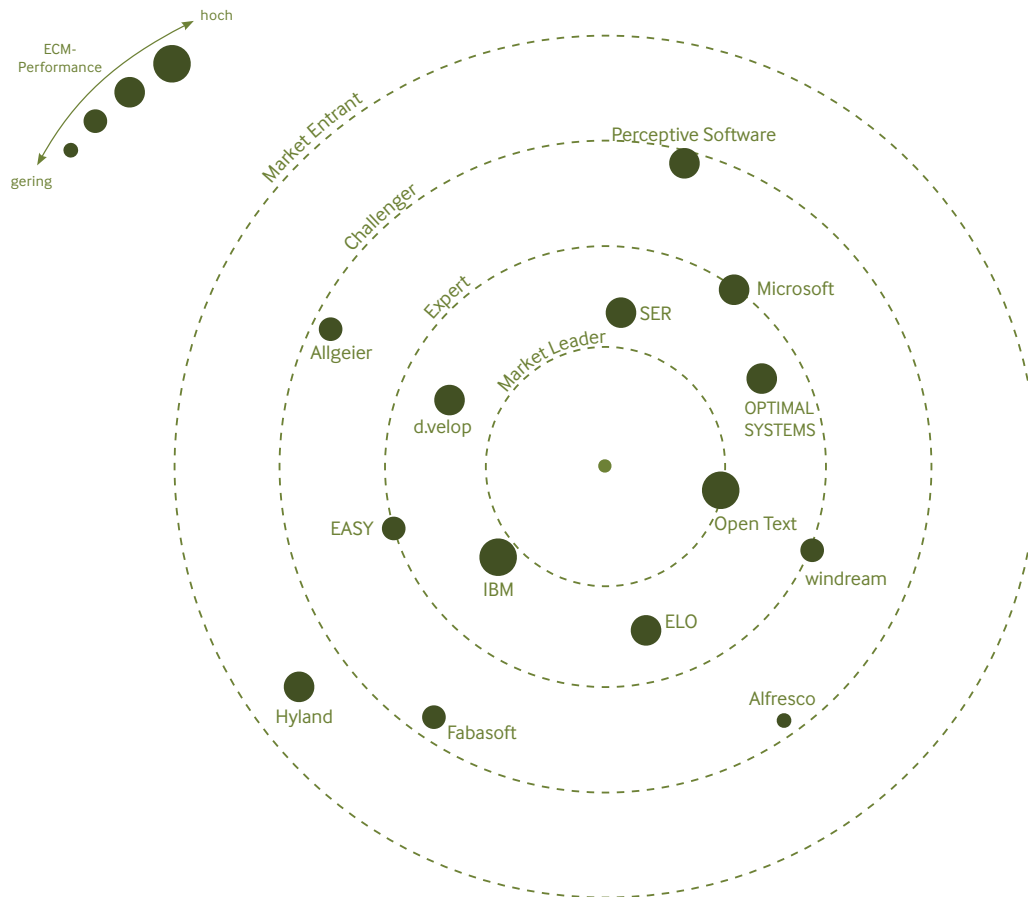 hoch
ECM-
Performance
gering
Market Entrant
Challenger
Expert
Market Leader
Perceptive Software
Microsoft
SER
Allgeier
OPTIMAL
SYSTEMS
d.velop
EASY
Open Text
IBM
windream
ELO
Alfresco
Hyland
Fabasoft